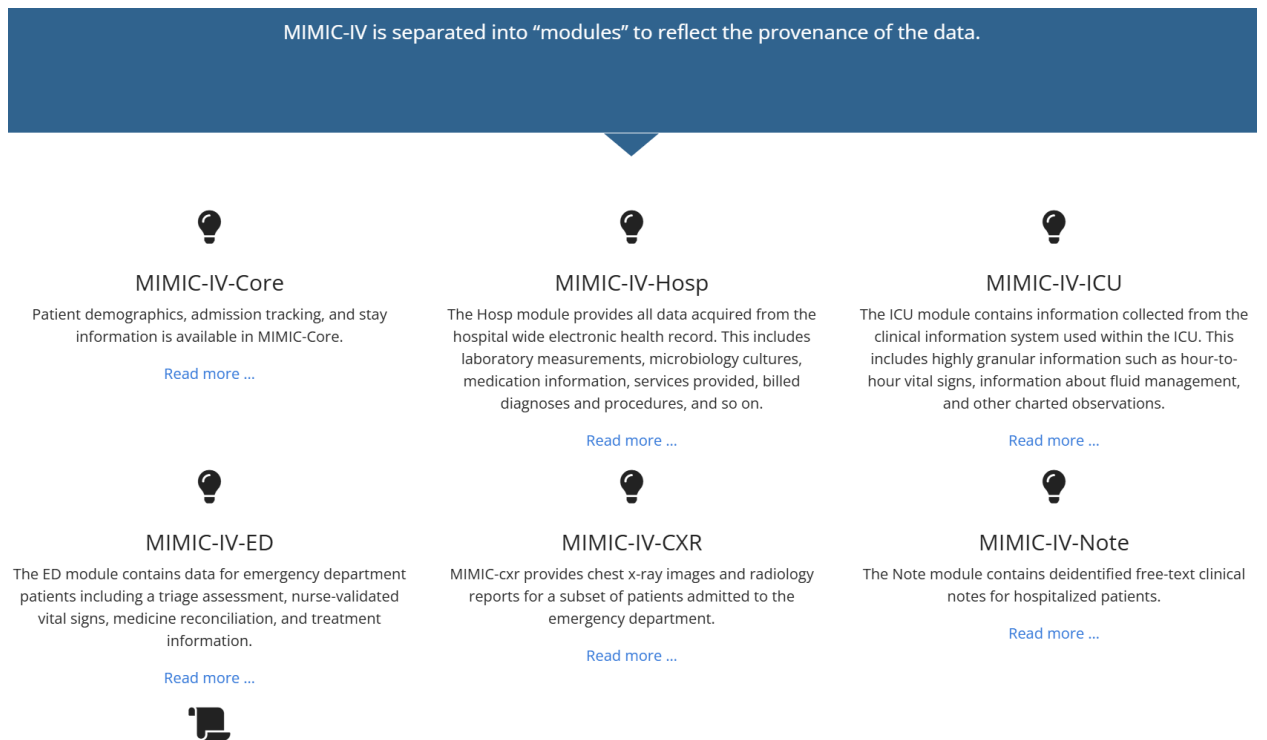 MIMIC-IV is separated into “modules” to reflect the provenance of the data.
MIMIC-IV-Core
Patient demographics, admission tracking, and stay
information is available in MIMIC-Core.
Read more ...
MIMIC-IV-Hosp
The Hosp module provides all data acquired from the
hospital wide electronic health record. This includes
laboratory measurements, microbiology cultures,
medication information, services provided, billed
diagnoses and procedures, and so on.
Read more ...
MIMIC-IV-ICU
The ICU module contains information collected from the
clinical information system used within the ICU. This
includes highly granular information such as hour-to-
hour vital signs, information about fluid management,
and other charted observations.
Read more ...
MIMIC-IV-ED
The ED module contains data for emergency department
patients including a triage assessment, nurse-validated
vital signs, medicine reconciliation, and treatment
information.
Read more ...
MIMIC-IV-CXR
MIMIC-cxr provides chest x-ray images and radiology
reports for a subset of patients admitted to the
emergency department.
Read more ...
MIMIC-IV-Note
The Note module contains deidentified free-text clinical
notes for hospitalized patients.
Read more ...